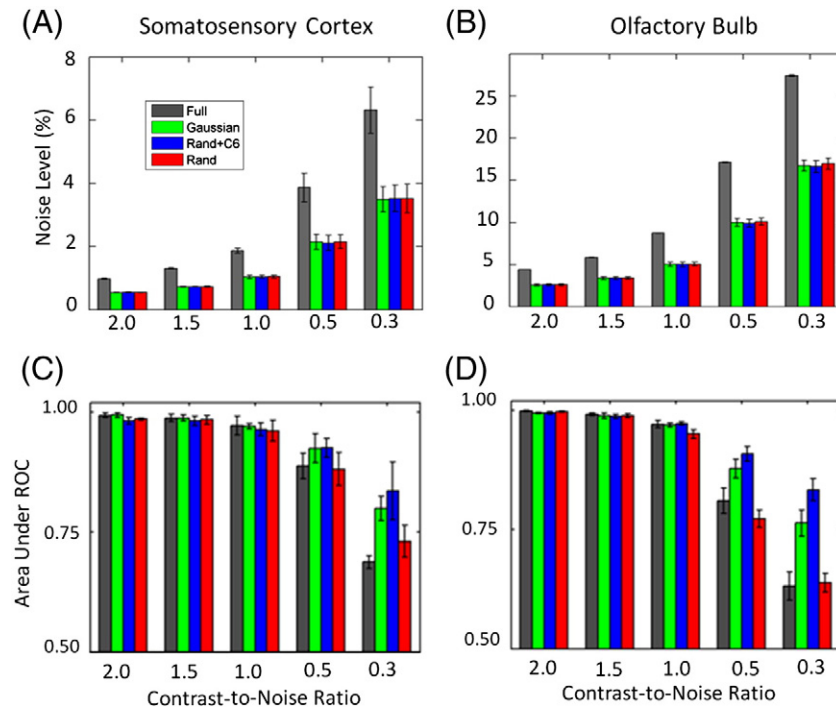 (A) Somatosensory Cortex
(B) Olfactory Bulb
Noise Level (%)
8
6
4
2
0
Full
Gaussian
Rand+C6
Rand
2.0 1.5 1.0 0.5 0.3
25
20
15
10
5
0
2.0 1.5 1.0 0.5 0.3
(C)
Area Under ROC
1.00
0.75
0.50
2.0 1.5 1.0 0.5 0.3
Contrast-to-Noise Ratio
(D)
1.00
0.75
0.50
2.0 1.5 1.0 0.5 0.3
Contrast-to-Noise Ratio